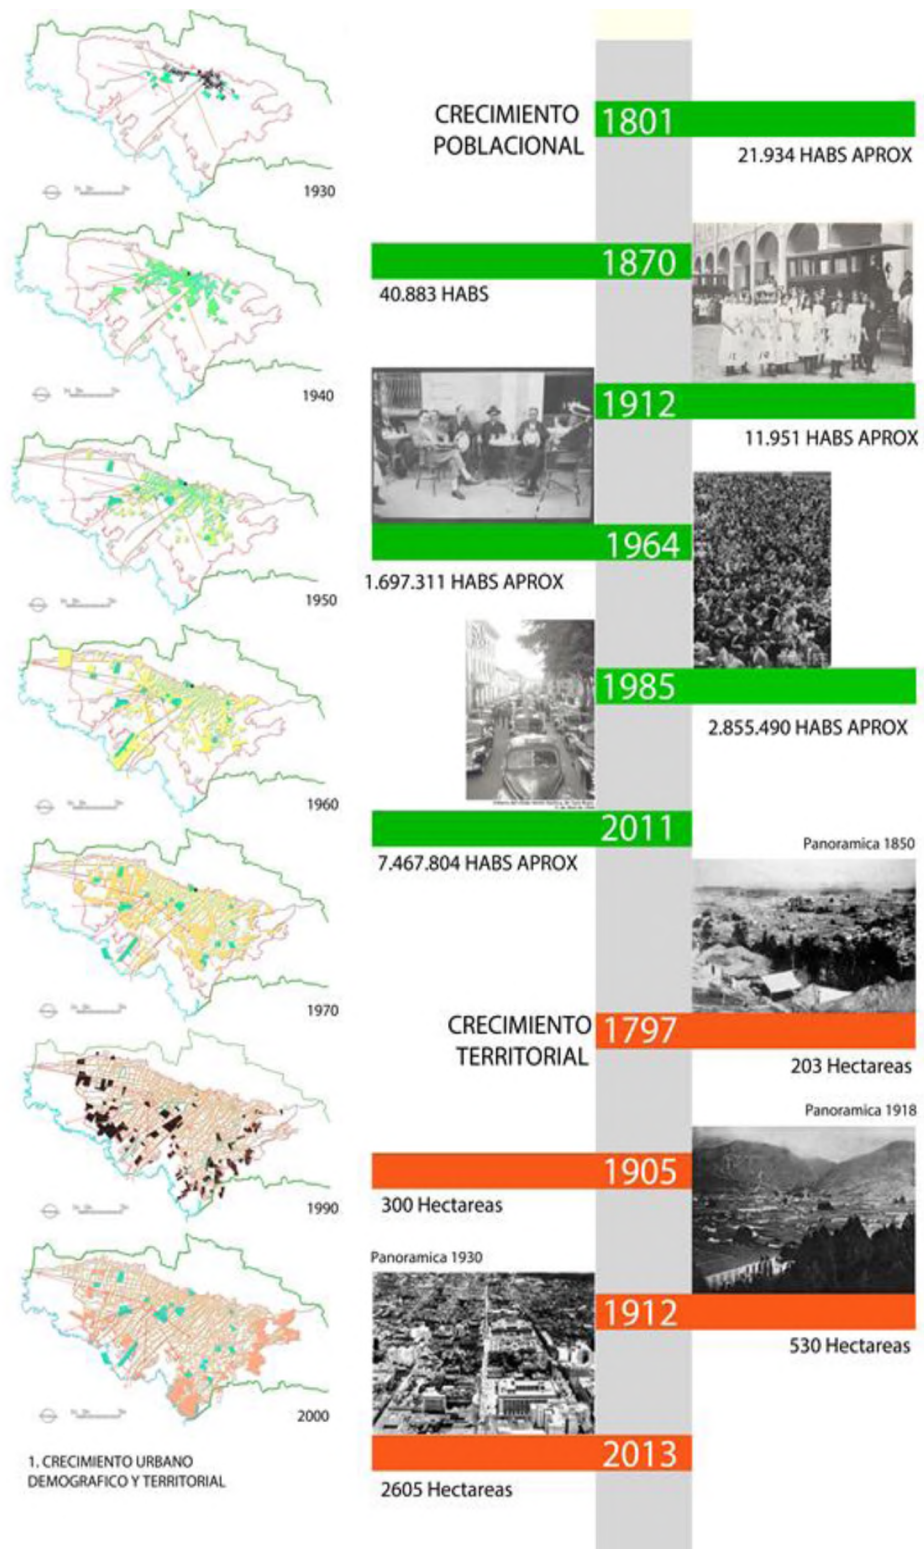 1930
1940
1950
1960
1970
1990
2000
1. CRECIMIENTO URBANO
DEMOGRAFICO Y TERRITORIAL
CRECIMIENTO
POBLACIONAL
1801
21.934 HABS APROX
1870
40.883 HABS
1912
11.951 HABS APROX
1964
1.697.311 HABS APROX
1985
2.855.490 HABS APROX
2011
7.467.804 HABS APROX
Panoramica 1850
CRECIMIENTO
TERRITORIAL
1797
203 Hectareas
Panoramica 1918
1905
300 Hectareas
Panoramica 1930
1912
530 Hectareas
2013
2605 Hectareas